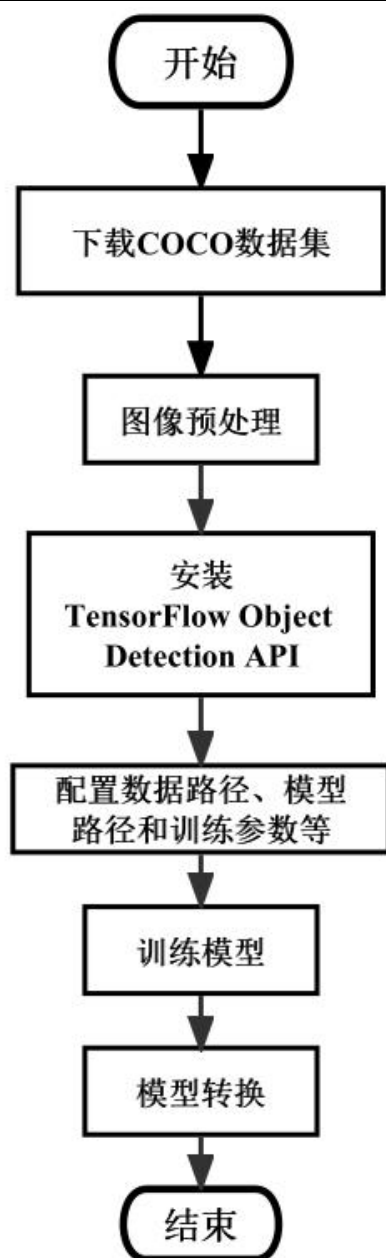 开始
下载COCO数据集
图像预处理
安装
TensorFlow Object
Detection API
配置数据路径、模型
路径和训练参数等
训练模型
模型转换
结束